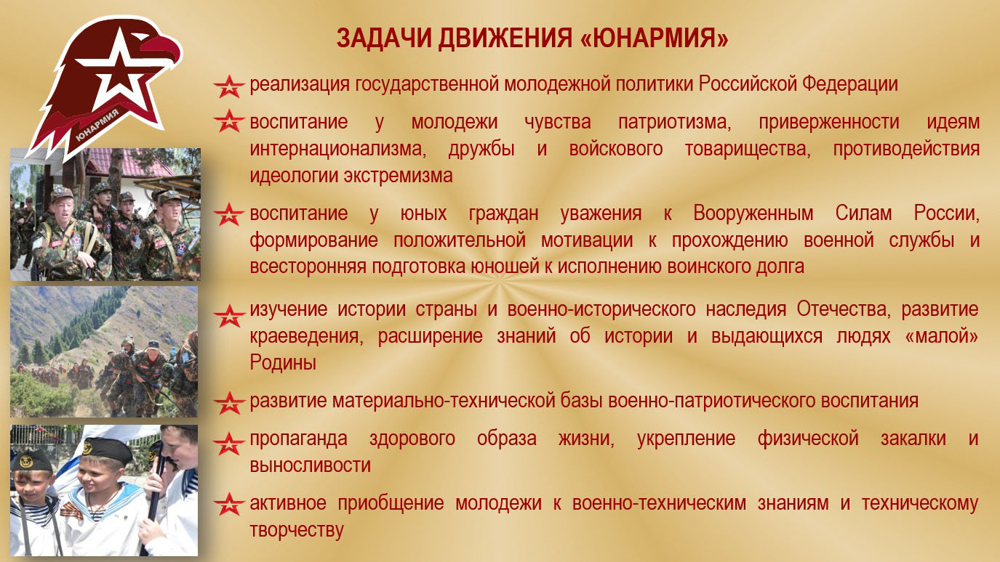 ЗАДАЧИ ДВИЖЕНИЯ «ЮНАРМИЯ»
ЮНАРМИЯ
реализация государственной молодежной политики Российской Федерации
воспитание у молодежи чувства патриотизма, приверженности идеям
интернационализма, дружбы и войскового товарищества, противодействия
идеологии экстремизма
воспитание у юных граждан уважения к Вооруженным Силам России,
формирование положительной мотивации к прохождению военной службы и
всесторонняя подготовка юношей к исполнению воинского долга
изучение истории страны и военно-исторического наследия Отечества, развитие
краеведения, расширение знаний об истории и выдающихся людях «малой»
Родины
развитие материально-технической базы военно-патриотического воспитания
пропаганда здорового образа жизни, укрепление физической закалки и
выносливости
активное приобщение молодежи к военно-техническим знаниям и техническому
творчеству